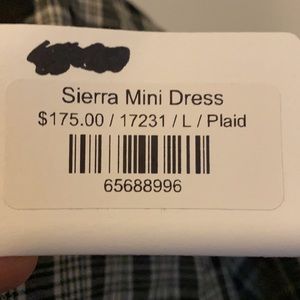 Sierra Mini Dress
$175.00 / 17231 / L / Plaid
65688996